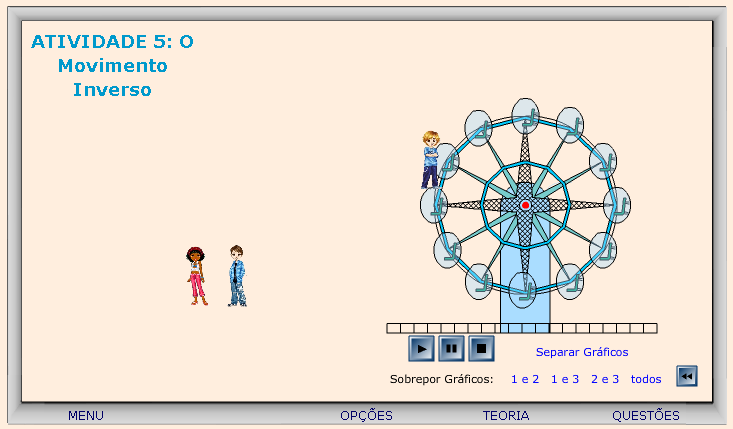 ATIVIDADE 5: O
Movimento
Inverso
Separar Gráficos
Sobrepor Gráficos: 1 e 2 1 e 3 2 e 3 todos
MENU OPÇÕES TEORIA QUESTÕES